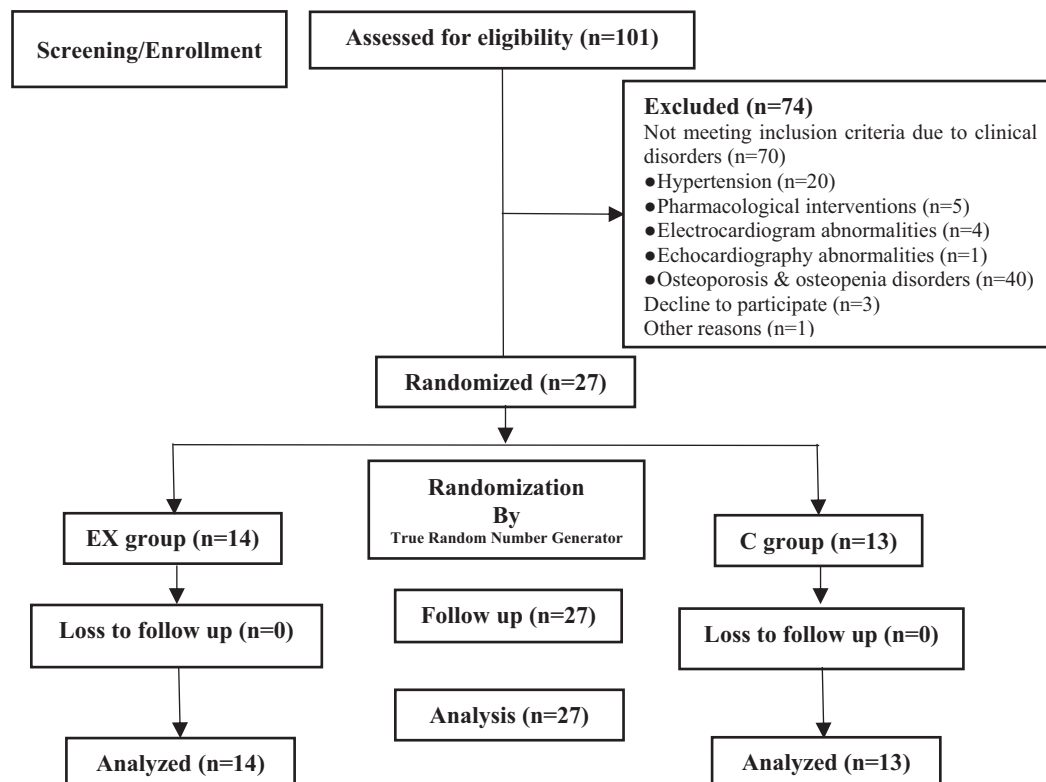 Screening/Enrollment
Assessed for eligibility (n=101)
Excluded (n=74)
Not meeting inclusion criteria due to clinical
disorders (n=70)
●Hypertension (n=20)
●Pharmacological interventions (n=5)
●Electrocardiogram abnormalities (n=4)
●Echocardiography abnormalities (n=1)
●Osteoporosis & osteopenia disorders (n=40)
Decline to participate (n=3)
Other reasons (n=1)
Randomized (n=27)
Randomization
By
True Random Number Generator
EX group (n=14)
C group (n=13)
Follow up (n=27)
Loss to follow up (n=0)
Loss to follow up (n=0)
Analysis (n=27)
Analyzed (n=14)
Analyzed (n=13)